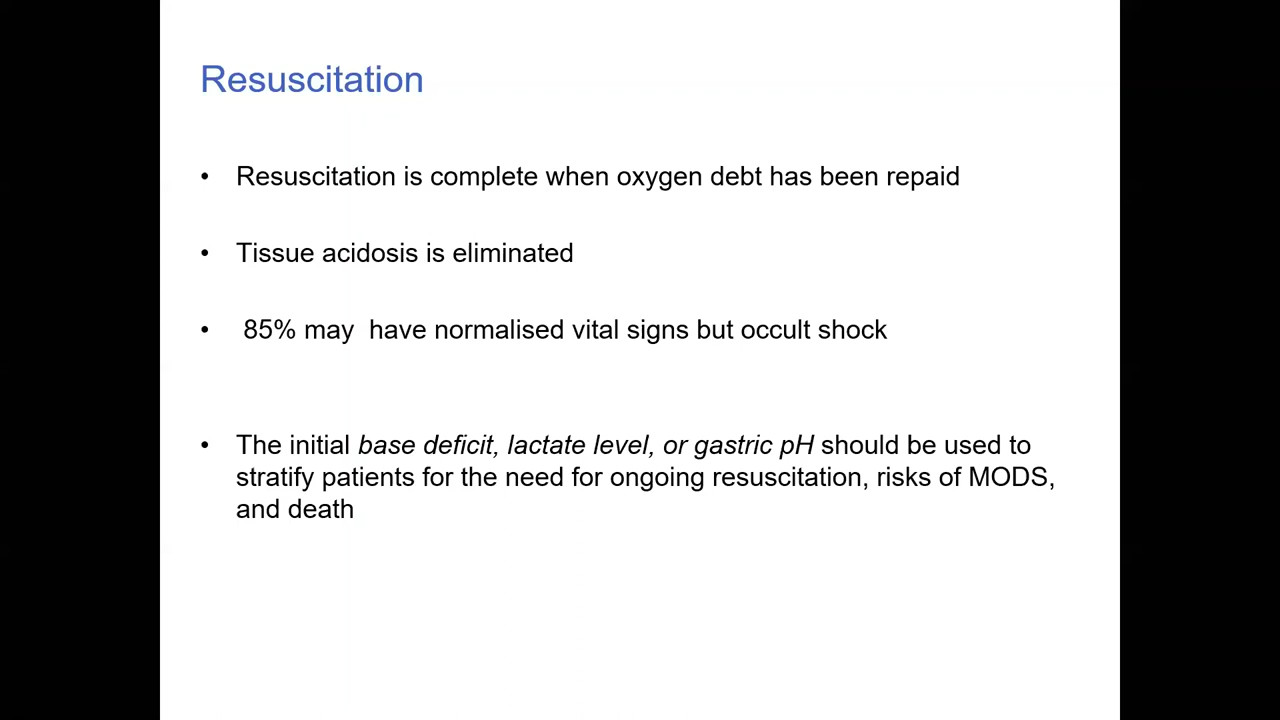 Resuscitation
• Resuscitation is complete when oxygen debt has been repaid
• Tissue acidosis is eliminated
• 85% may  have normalised vital signs but occult shock
• The initial base deficit, lactate level, or gastric pH should be used to
stratify patients for the need for ongoing resuscitation, risks of MODS,
and death